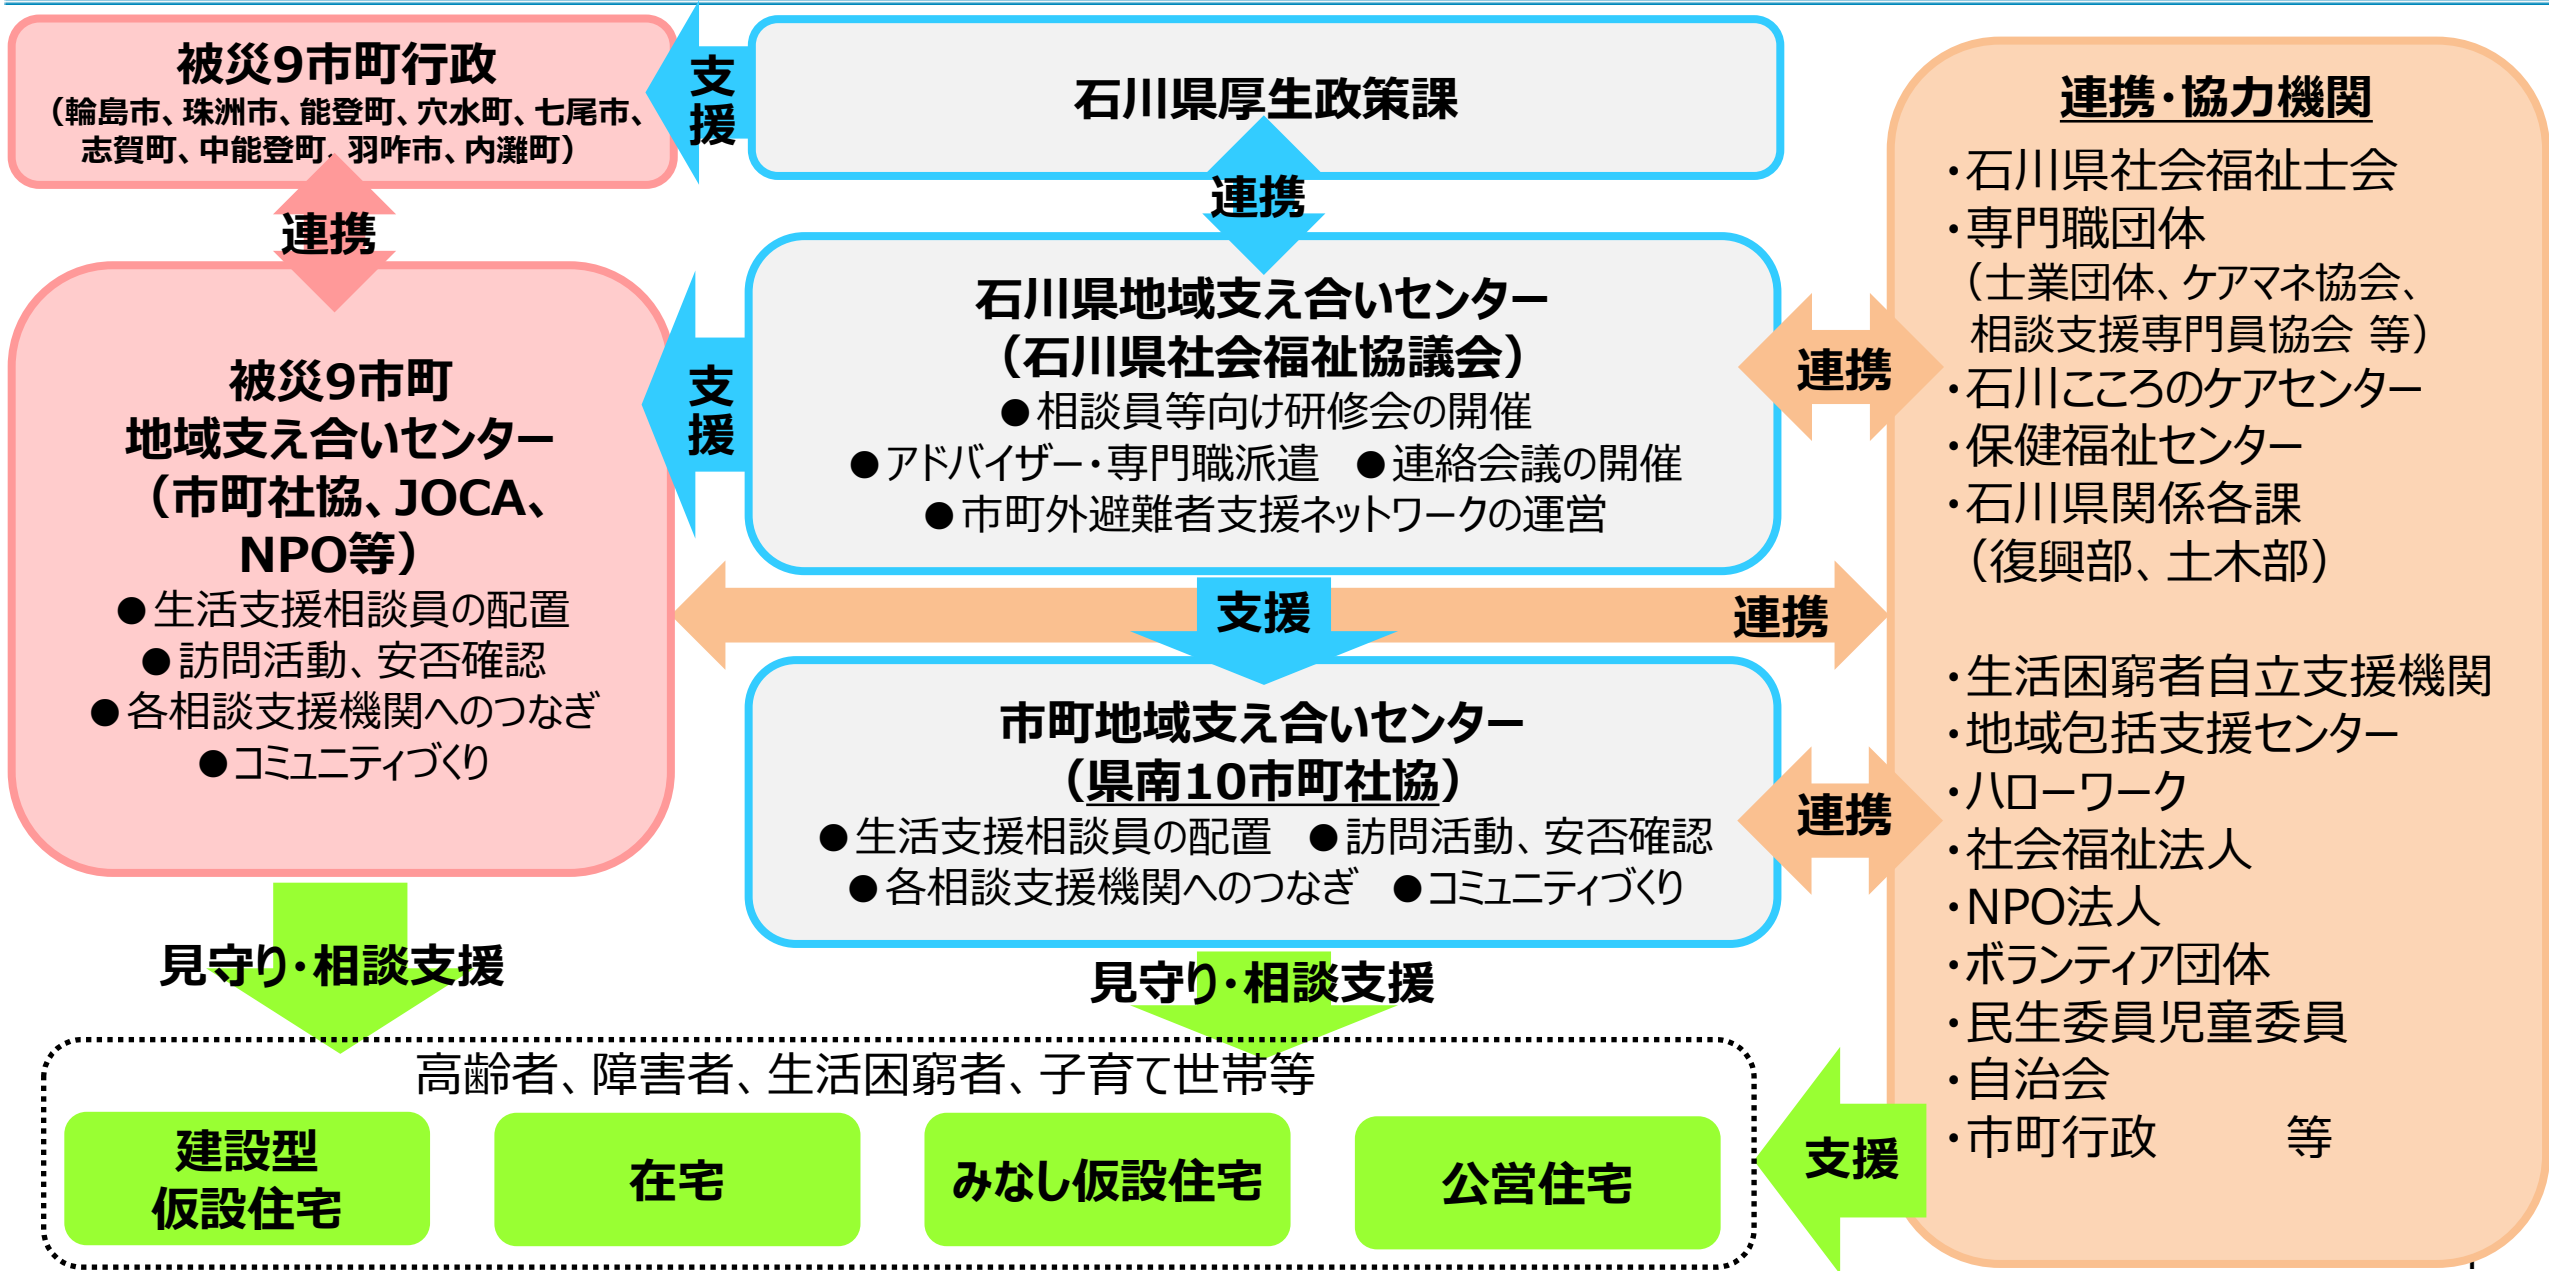 被災9市町行政
（輪島市、珠洲市、能登町、穴水町、七尾市、
志賀町、中能登町、羽咋市、内灘町）
支援
石川県厚生政策課
連携
連携
被災9市町
地域支え合いセンター
（市町社協、JOCA、
NPO等）
●生活支援相談員の配置
●訪問活動、安否確認
●各相談支援機関へのつなぎ
●コミュニティづくり
支援
石川県地域支え合いセンター
（石川県社会福祉協議会）
●相談員等向け研修会の開催
●アドバイザー・専門職派遣 ●連絡会議の開催
●市町外避難者支援ネットワークの運営
連携
支援
連携
市町地域支え合いセンター
（県南10市町社協）
●生活支援相談員の配置 ●訪問活動、安否確認
●各相談支援機関へのつなぎ ●コミュニティづくり
連携
連携・協力機関
・石川県社会福祉士会
・専門職団体
（士業団体、ケアマネ協会、
相談支援専門員協会 等）
・石川こころのケアセンター
・保健福祉センター
・石川県関係各課
（復興部、土木部）
・生活困窮者自立支援機関
・地域包括支援センター
・ハローワーク
・社会福祉法人
・NPO法人
・ボランティア団体
・民生委員児童委員
・自治会
・市町行政 等
見守り・相談支援
見守り・相談支援
高齢者、障害者、生活困窮者、子育て世帯等
建設型
仮設住宅
在宅
みなし仮設住宅
公営住宅
支援